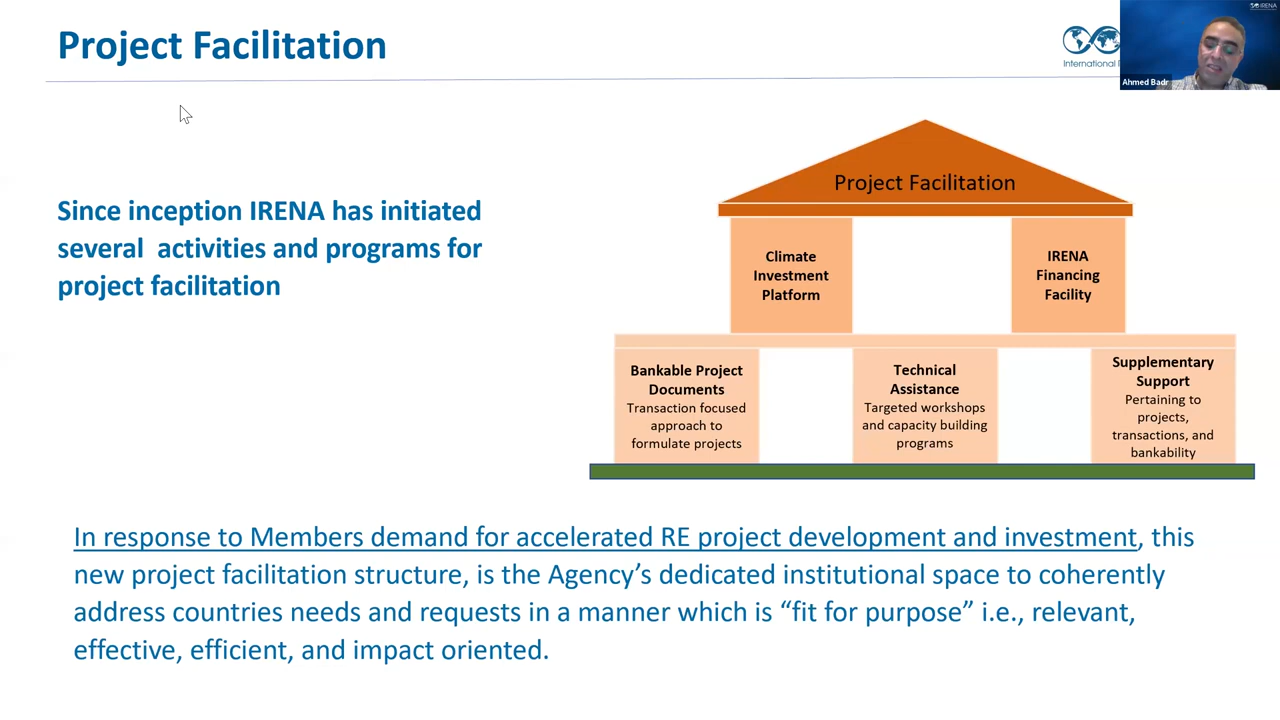 Project Facilitation
International
IRENA
Ahmed Badr
Since inception IRENA has initiated
several activities and programs for
project facilitation
Project Facilitation
Climate
Investment
Platform
IRENA
Financing
Facility
Bankable Project
Documents
Transaction focused
approach to
formulate projects
Technical
Assistance
Targeted workshops
and capacity building
programs
Supplementary
Support
Pertaining to
projects,
transactions, and
bankability
In response to Members demand for accelerated RE project development and investment, this
new project facilitation structure, is the Agency’s dedicated institutional space to coherently
address countries needs and requests in a manner which is “fit for purpose” i.e., relevant,
effective, efficient, and impact oriented.